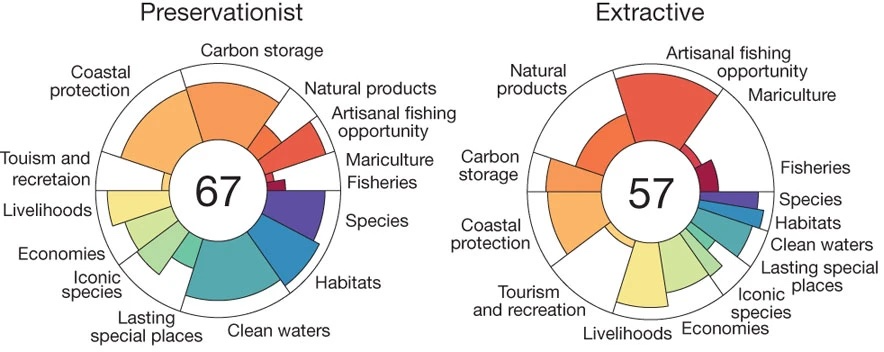 Preservationist
Carbon storage
Coastal
protection
Natural products
Artisanal fishing
opportunity
Touism and
recretaion
Mariculture
Fisheries
67
Livelihoods
Species
Economies
Iconic
species
Habitats
Lasting
special places
Clean waters
Extractive
Artisanal fishing
opportunity
Natural
products
Mariculture
Carbon
storage
Fisheries
57
Species
Habitats
Coastal
protection
Clean waters
Lasting special
places
Tourism
and recreation
Iconic
species
Livelihoods
Economies